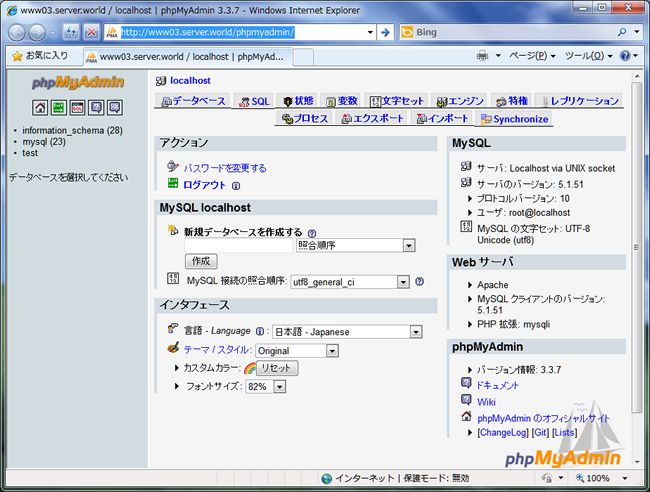 www03.server.world / localhost | phpMyAdmin 3.3.7 - Windows Internet Explorer
http://www03.server.world/phpmyadmin/
Bing
お気に入り
www03.server.world / localhost | phpMyAd...
ページ(P)
ツール(O)
phpMyAdmin
SQL
information_schema (28)
mysql (23)
test
データベースを選択してください
localhost
データベース
SQL
状態
変数
文字セット
エンジン
特権
レプリケーション
プロセス
エクスポート
インポート
Synchronize
アクション
パスワードを変更する
ログアウト
MySQL localhost
新規データベースを作成する
照合順序
作成
MySQL 接続の照合順序: utf8_general_ci
インタフェース
言語 - Language : 日本語 - Japanese
テーマ / スタイル: Original
カスタムカラー: リセット
フォントサイズ: 82%
MySQL
サーバ: Localhost via UNIX socket
サーバのバージョン: 5.1.51
プロトコルバージョン: 10
ユーザ: root@localhost
MySQL の文字セット: UTF-8
Unicode (utf8)
Web サーバ
Apache
MySQL クライアントのバージョン:
5.1.51
PHP 拡張: mysqli
phpMyAdmin
バージョン情報: 3.3.7
ドキュメント
Wiki
phpMyAdmin のオフィシャルサイト
[ChangeLog] [Git] [Lists]
phpMyAdmin
インターネット | 保護モード: 無効
100%